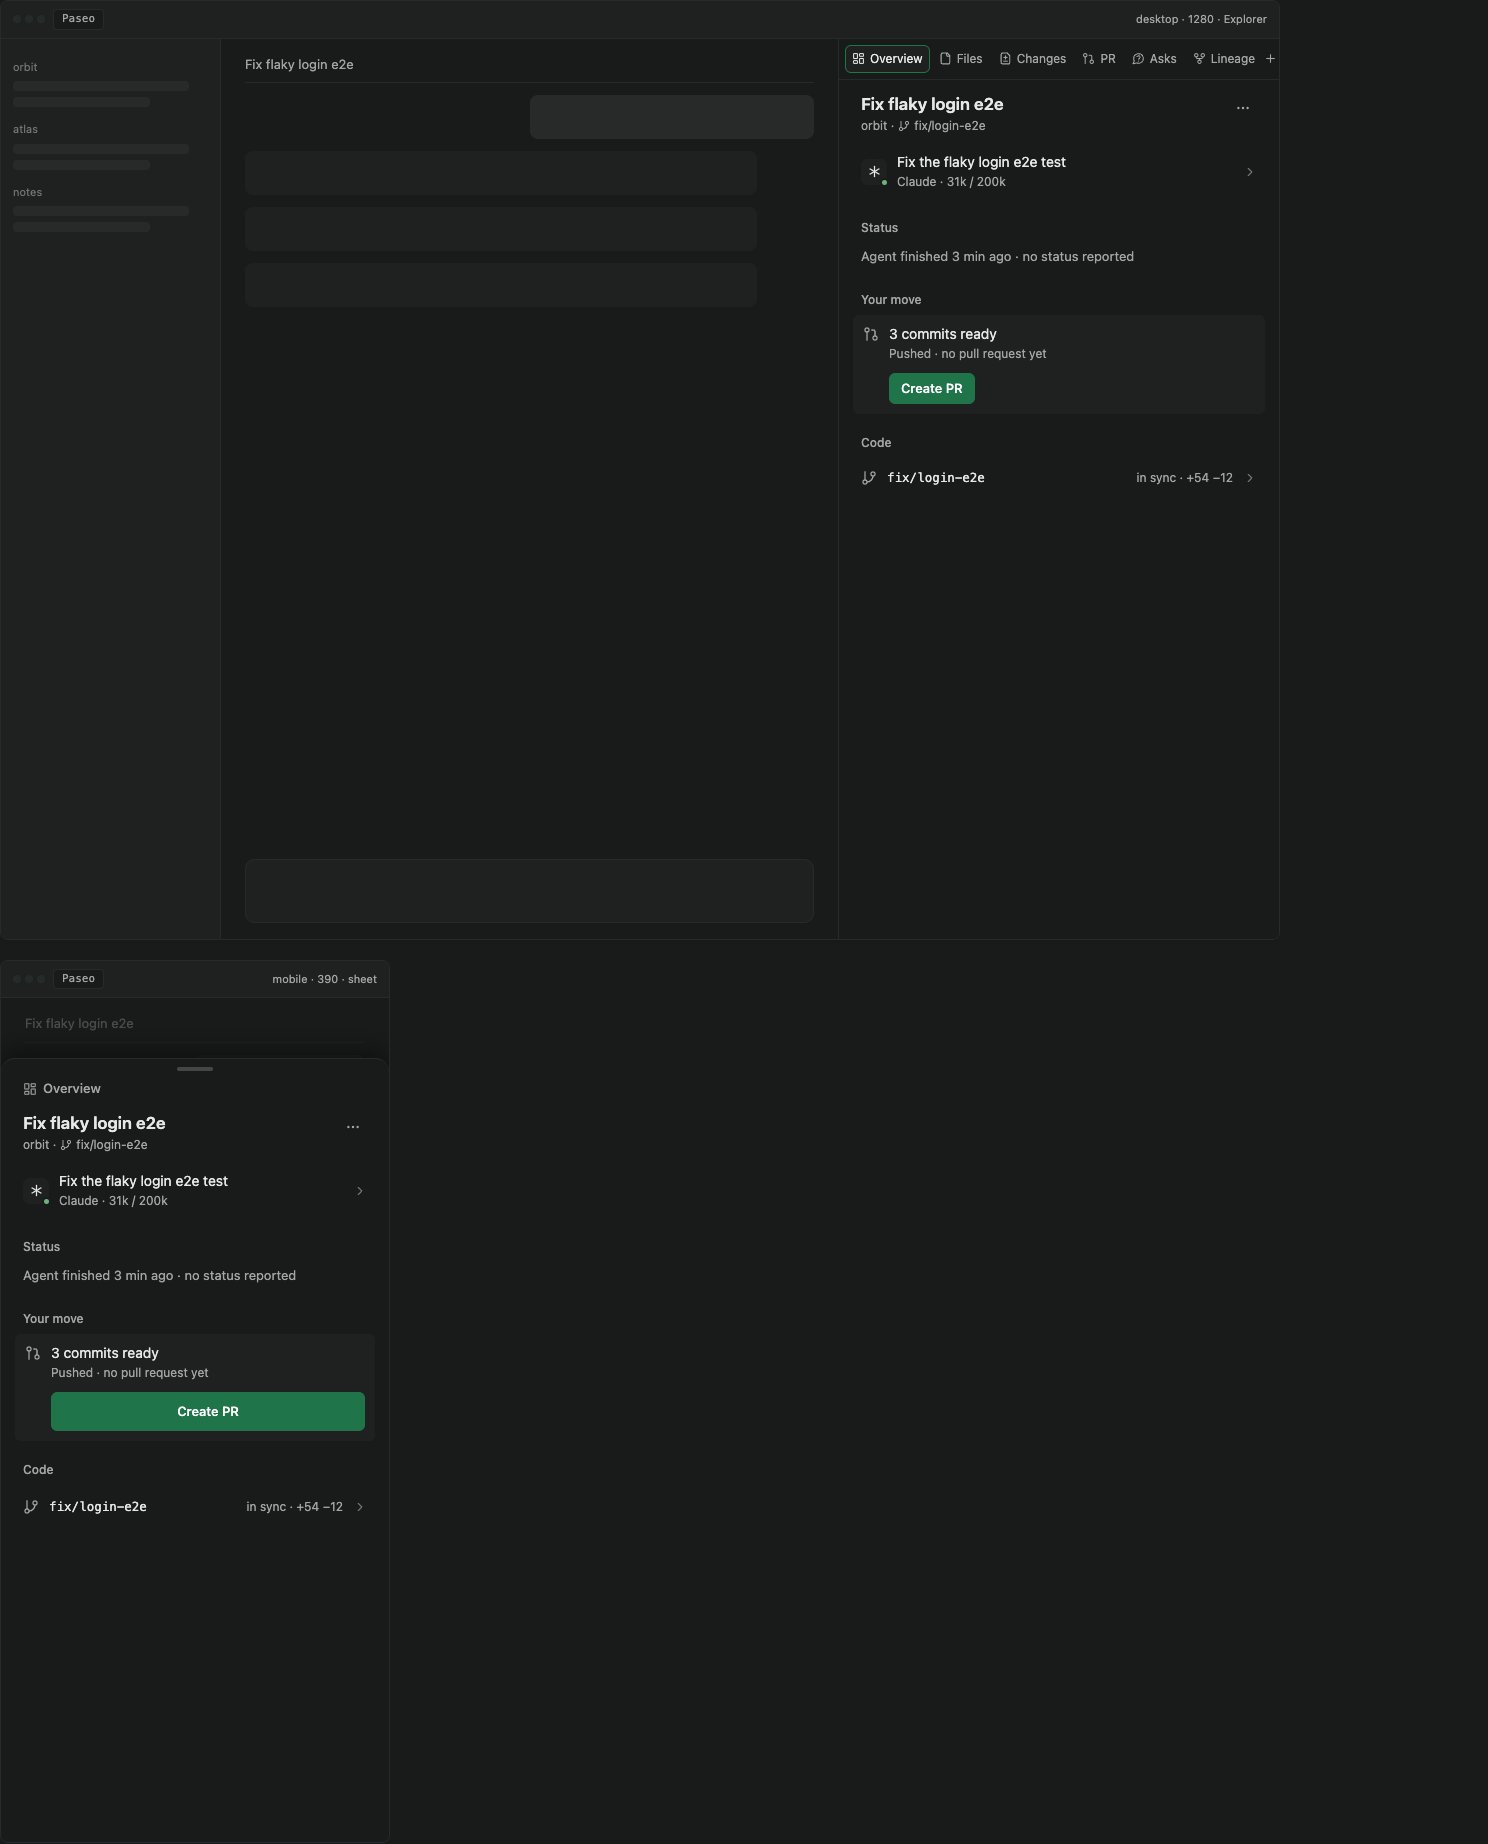 Paseo
desktop · 1280 · Explorer
orbit
atlas
notes
Fix flaky login e2e
Overview
Files
Changes
PR
Asks
Lineage
Fix flaky login e2e
orbit · fix/login-e2e
Fix the flaky login e2e test
Claude · 31k / 200k
Status
Agent finished 3 min ago · no status reported
Your move
3 commits ready
Pushed · no pull request yet
Create PR
Code
fix/login-e2e
in sync · +54 −12
Paseo
mobile · 390 · sheet
Fix flaky login e2e
Overview
Fix flaky login e2e
orbit · fix/login-e2e
Fix the flaky login e2e test
Claude · 31k / 200k
Status
Agent finished 3 min ago · no status reported
Your move
3 commits ready
Pushed · no pull request yet
Create PR
Code
fix/login-e2e
in sync · +54 −12